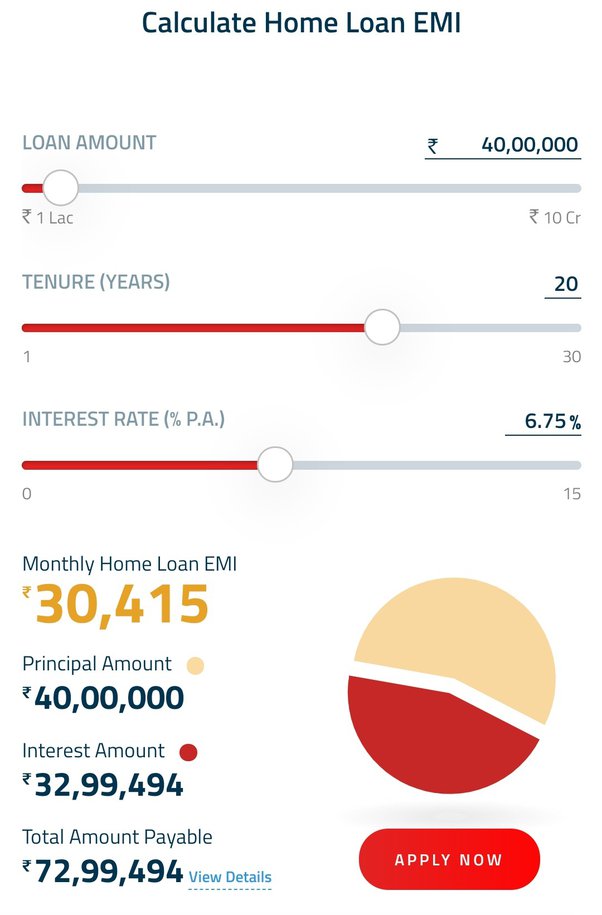 Calculate Home Loan EMI
LOAN AMOUNT ₹ 40,00,000
₹ 1 Lac ₹ 10 Cr
TENURE (YEARS) 20
1 30
INTEREST RATE (% P.A.) 6.75 %
0 15
Monthly Home Loan EMI
₹30,415
Principal Amount
₹40,00,000
Interest Amount
₹32,99,494
Total Amount Payable
₹72,99,494 View Details
APPLY NOW